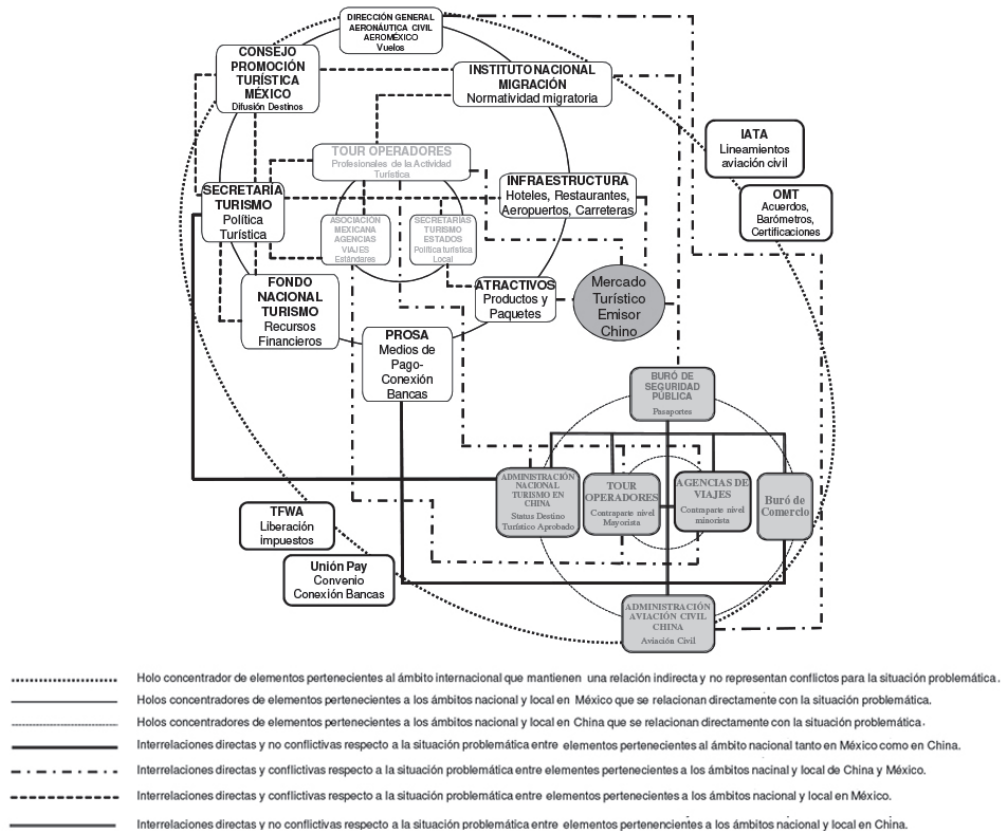 DIRECCIÓN GENERAL
AERONÁUTICA CIVIL
AEROMÉXICO
Vuelos
CONSEJO
PROMOCIÓN
TURÍSTICA
MÉXICO
Difusión Destinos
INSTITUTO NACIONAL
MIGRACIÓN
Normatividad migratoria
IATA
Lineamientos
aviación civil
TOUR OPERADORES
Profesionales de la Actividad
Turística
INFRAESTRUCTURA
Hoteles, Restaurantes,
Aeropuertos, Carreteras
OMT
Acuerdos,
Barómetros,
Certificaciones
SECRETARÍA
TURISMO
Política
Turística
ASOCIACIÓN
MEXICANA
AGENCIAS
VIAJES
Estándares
SECRETARÍAS
TURISMO
ESTADOS
Política turística
Local
FONDO
NACIONAL
TURISMO
Recursos
Financieros
ATRACTIVOS
Productos y
Paquetes
Mercado
Turístico
Emisor
Chino
PROSA
Medios de
Pago-
Conexión
Bancas
BURÓ DE
SEGURIDAD
PÚBLICA
Pasaportes
ADMINISTRACIÓN
NACIONAL
TURISMO EN
CHINA
Status Destino
Turístico Aprobado
TOUR
OPERADORES
Contraparte nivel
Mayorista
AGENCIAS DE
VIAJES
Contraparte nivel
minorista
Buró de
Comercio
TFWA
Liberación
impuestos
Unión Pay
Convenio
Conexión Bancas
ADMINISTRACIÓN
AVIACIÓN CIVIL
CHINA
Aviación Civil
Holo concentrador de elementos pertenecientes al ámbito internacional que mantienen una relación indirecta y no representan conflictos para la situación problemática.
Holos concentradores de elementos pertenecientes a los ámbitos nacional y local en México que se relacionan directamente con la situación problemática.
Holos concentradores de elementos pertenecientes a los ámbitos nacional y local en China que se relacionan directamente con la situación problemática.
Interrelaciones directas y no conflictivas respecto a la situación problemática entre elementos pertenecientes al ámbito nacional tanto en México como en China.
Interrelaciones directas y conflictivas respecto a la situación problemática entre elementos pertenecientes a los ámbitos nacinal y local de China y México.
Interrelaciones directas y conflictivas respecto a la situación problemática entre elementos pertenecientes a los ámbitos nacional y local en México.
Interrelaciones directas y no conflictivas respecto a la situación problemática entre elementos pertenencientes a los ámbitos nacional y local en China.